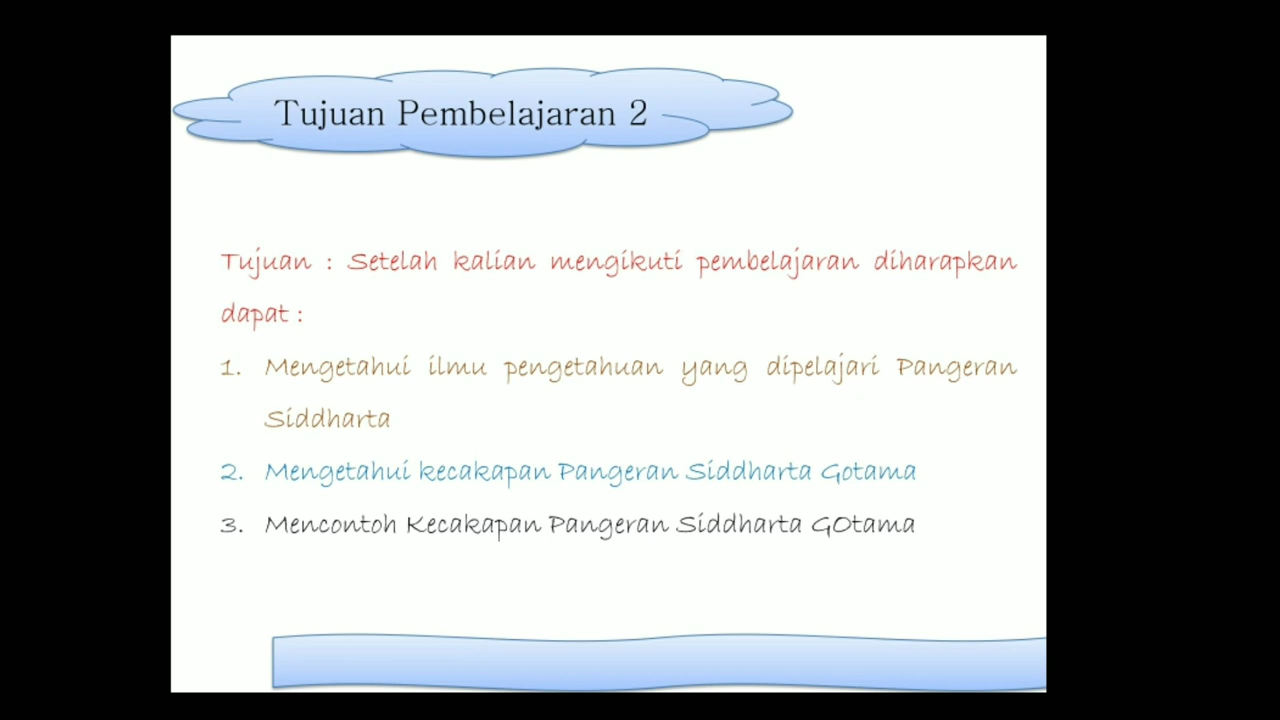 Tujuan Pembelajaran 2
Tujuan : Setelah kalian mengikuti pembelajaran diharapkan
dapat :
1. Mengetahui ilmu pengetahuan yang dipelajari Pangeran
Siddharta
2. Mengetahui kecakapan Pangeran Siddharta Gotama
3. Mencontoh Kecakapan Pangeran Siddharta GOtama